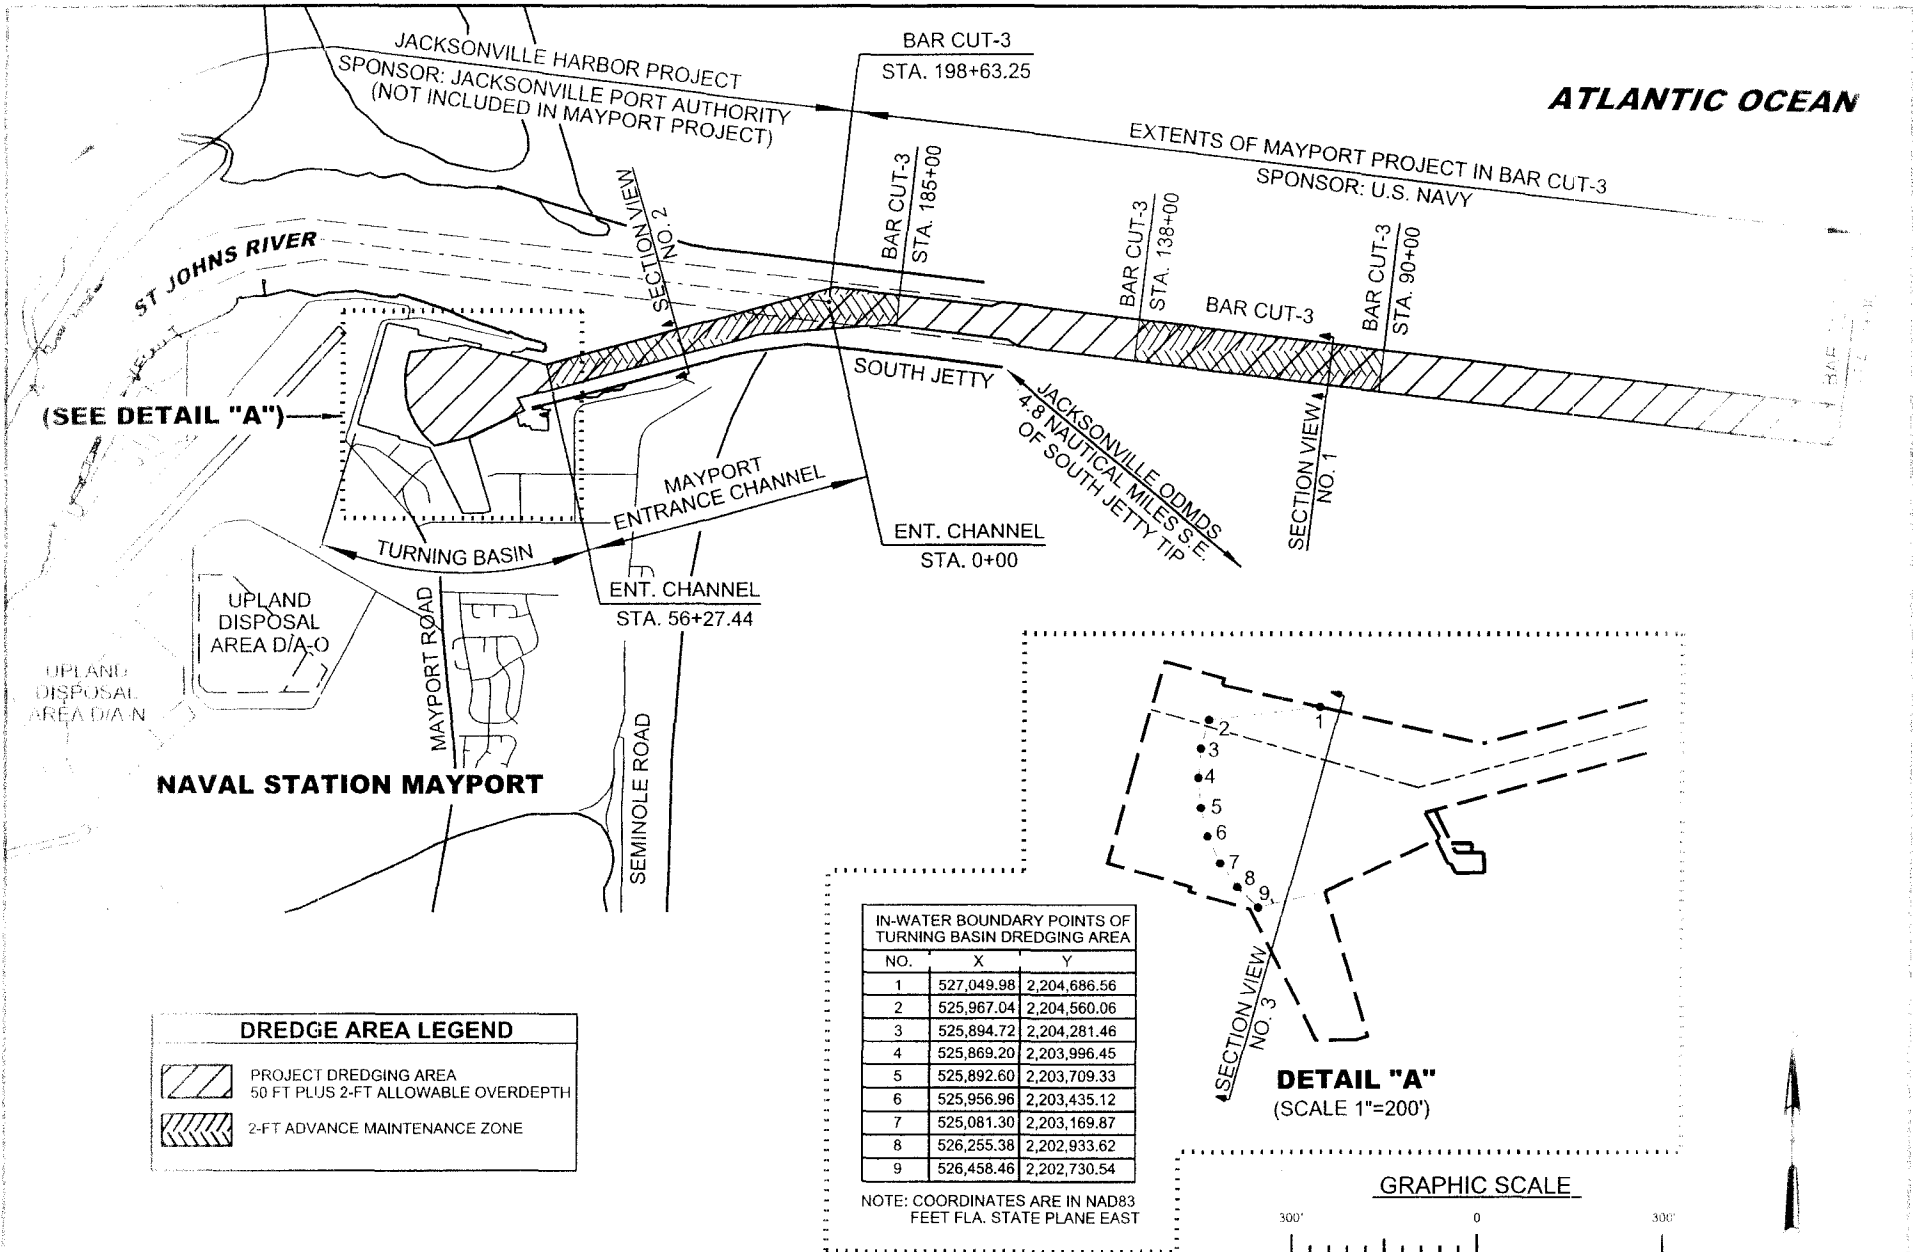 JACKSONVILLE HARBOR PROJECT
SPONSOR: JACKSONVILLE PORT AUTHORITY
(NOT INCLUDED IN MAYPORT PROJECT)
BAR CUT-3
STA. 198+63.25
ATLANTIC OCEAN
EXTENTS OF MAYPORT PROJECT IN BAR CUT-3
SPONSOR: U.S. NAVY
BAR CUT-3
STA. 185+00
BAR CUT-3
STA. 138+00
BAR CUT-3
BAR CUT-3
STA. 90+00
SECTION VIEW
NO. 2
ST JOHNS RIVER
SOUTH JETTY
(SEE DETAIL "A")
JACKSONVILLE ODMDS
4.8 NAUTICAL MILES S.E.
OF SOUTH JETTY TIP
SECTION VIEW
NO. 1
MAYPORT
ENTRANCE CHANNEL
TURNING BASIN
ENT. CHANNEL
STA. 0+00
ENT. CHANNEL
STA. 56+27.44
UPLAND
DISPOSAL
AREA D/A-O
UPLAND
DISPOSAL
AREA D/A-N
MAYPORT ROAD
SEMINOLE ROAD
NAVAL STATION MAYPORT
DREDGE AREA LEGEND
PROJECT DREDGING AREA
50 FT PLUS 2-FT ALLOWABLE OVERDEPTH
2-FT ADVANCE MAINTENANCE ZONE
IN-WATER BOUNDARY POINTS OF
TURNING BASIN DREDGING AREA
NO. X Y
1 527,049.98 2,204,686.56
2 525,967.04 2,204,560.06
3 525,894.72 2,204,281.46
4 525,869.20 2,203,996.45
5 525,892.60 2,203,709.33
6 525,956.96 2,203,435.12
7 525,081.30 2,203,169.87
8 526,255.38 2,202,933.62
9 526,458.46 2,202,730.54
NOTE: COORDINATES ARE IN NAD83
FEET FLA. STATE PLANE EAST
1
2
3
4
5
6
7
8
9
SECTION VIEW
NO. 3
DETAIL "A"
(SCALE 1"=200')
GRAPHIC SCALE
300' 0 300'